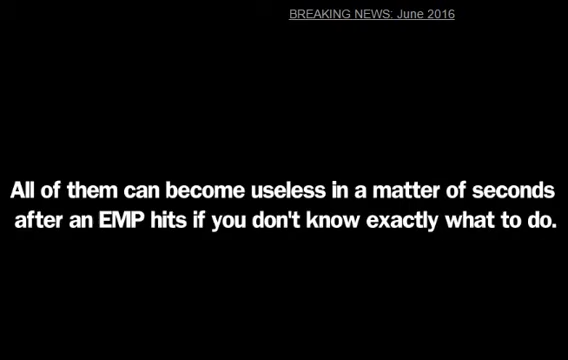 BREAKING NEWS: June 2016
All of them can become useless in a matter of seconds
after an EMP hits if you don't know exactly what to do.